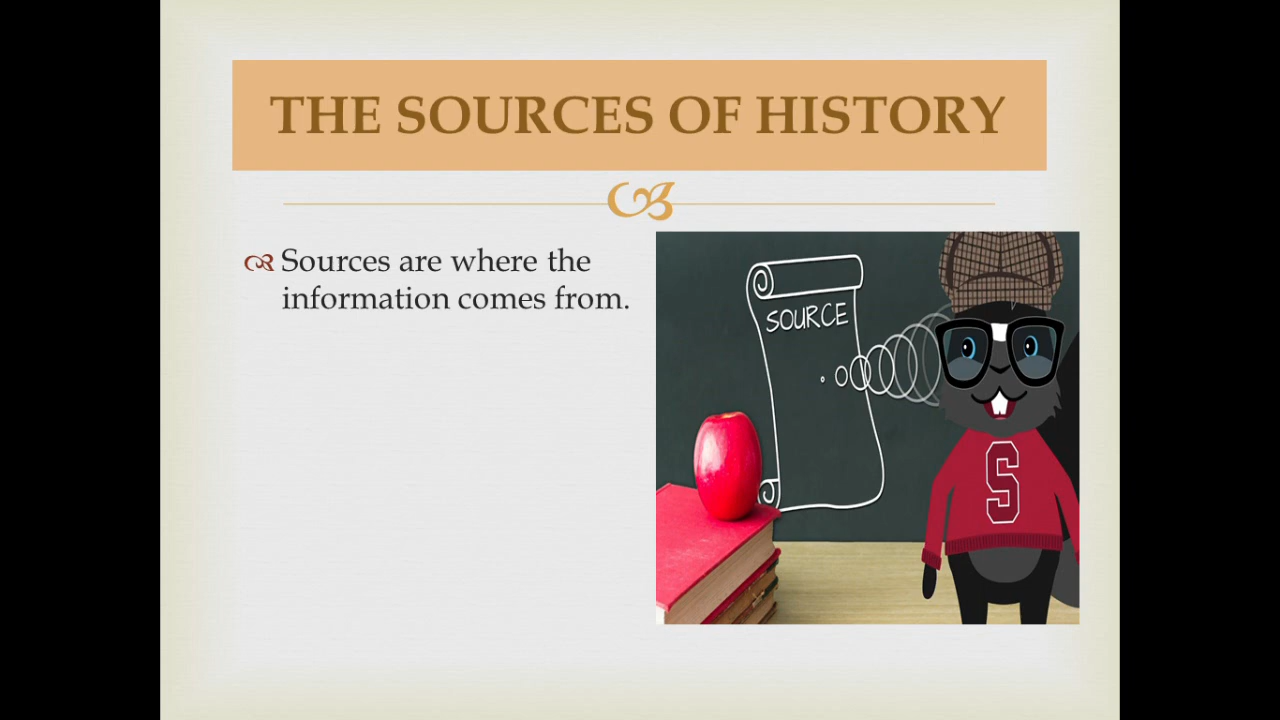 THE SOURCES OF HISTORY
Sources are where the
information comes from.
SOURCE
S